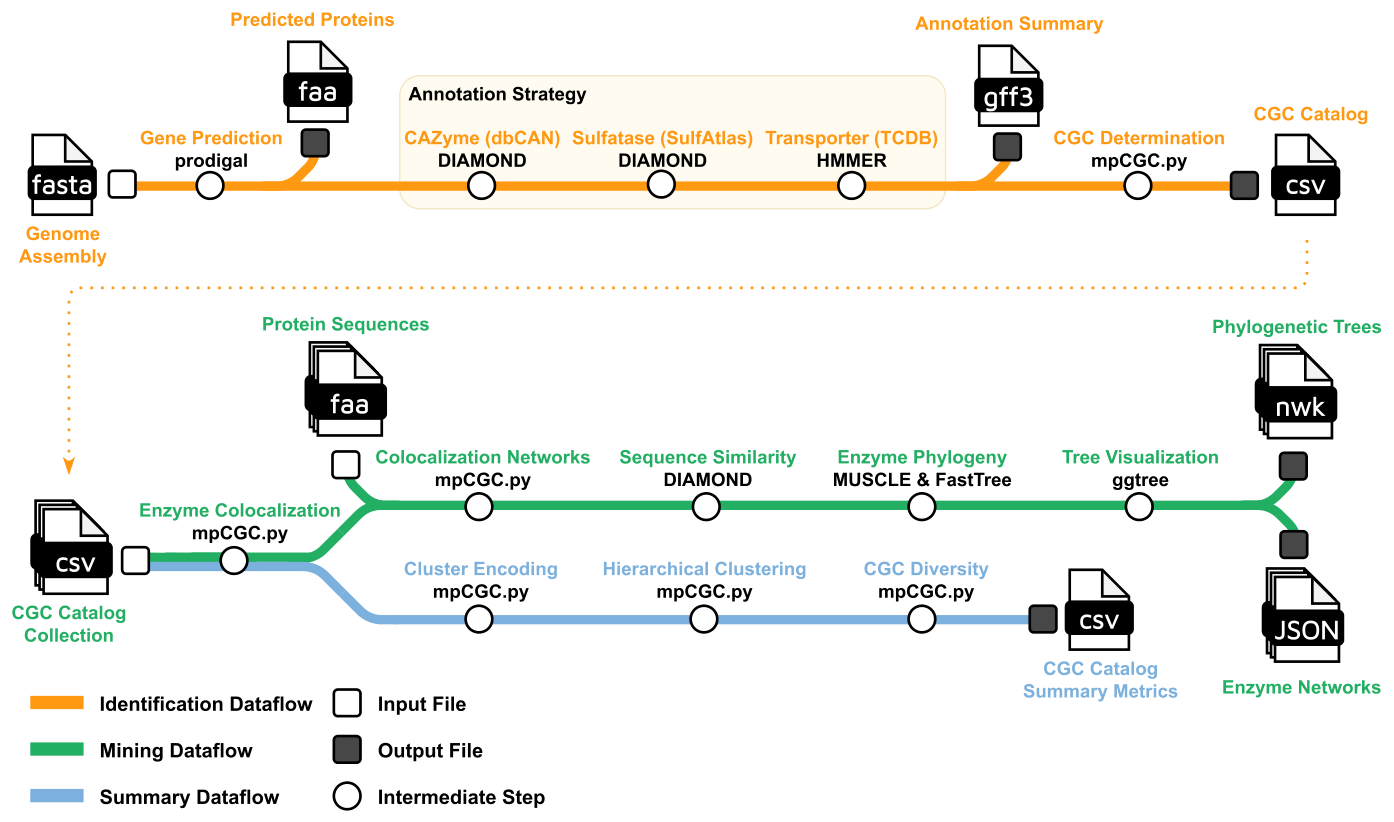 Predicted Proteins
faa
Annotation Summary
gff3
Annotation Strategy
Gene Prediction
prodigal
CAZyme (dbCAN)
DIAMOND
Sulfatase (SulfAtlas)
DIAMOND
Transporter (TCDB)
HMMER
CGC Determination
mpCGC.py
CGC Catalog
csv
fasta
Genome
Assembly
Protein Sequences
faa
Phylogenetic Trees
nwk
Colocalization Networks
mpCGC.py
Sequence Similarity
DIAMOND
Enzyme Phylogeny
MUSCLE & FastTree
Tree Visualization
ggtree
Enzyme Colocalization
mpCGC.py
csv
CGC Catalog
Collection
Cluster Encoding
mpCGC.py
Hierarchical Clustering
mpCGC.py
CGC Diversity
mpCGC.py
csv
CGC Catalog
Summary Metrics
JSON
Enzyme Networks
Identification Dataflow
Input File
Mining Dataflow
Output File
Summary Dataflow
Intermediate Step